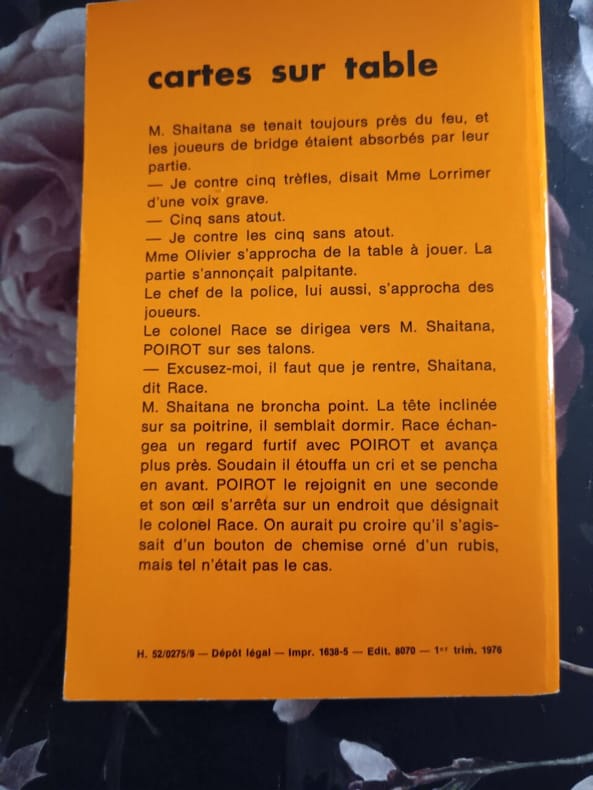 cartes sur table
M. Shaitana se tenait toujours près du feu, et
les joueurs de bridge étaient absorbés par leur
partie.
— Je contre cinq trèfles, disait Mme Lorrimer
d'une voix grave.
— Cinq sans atout.
— Je contre les cinq sans atout.
Mme Olivier s'approcha de la table à jouer. La
partie s'annonçait palpitante.
Le chef de la police, lui aussi, s'approcha des
joueurs.
Le colonel Race se dirigea vers M. Shaitana,
POIROT sur ses talons.
— Excusez-moi, il faut que je rentre, Shaitana,
dit Race.
M. Shaitana ne broncha point. La tête inclinée
sur sa poitrine, il semblait dormir. Race échan-
gea un regard furtif avec POIROT et avança
plus près. Soudain il étouffa un cri et se pencha
en avant. POIROT le rejoignit en une seconde
et son œil s'arrêta sur un endroit que désignait
le colonel Race. On aurait pu croire qu'il s'agis-
sait d'un bouton de chemise orné d'un rubis,
mais tel n'était pas le cas.
H. 52/0275/9 — Dépôt légal — Impr. 1638-5 — Edit. 8070 — 1er trim. 1976